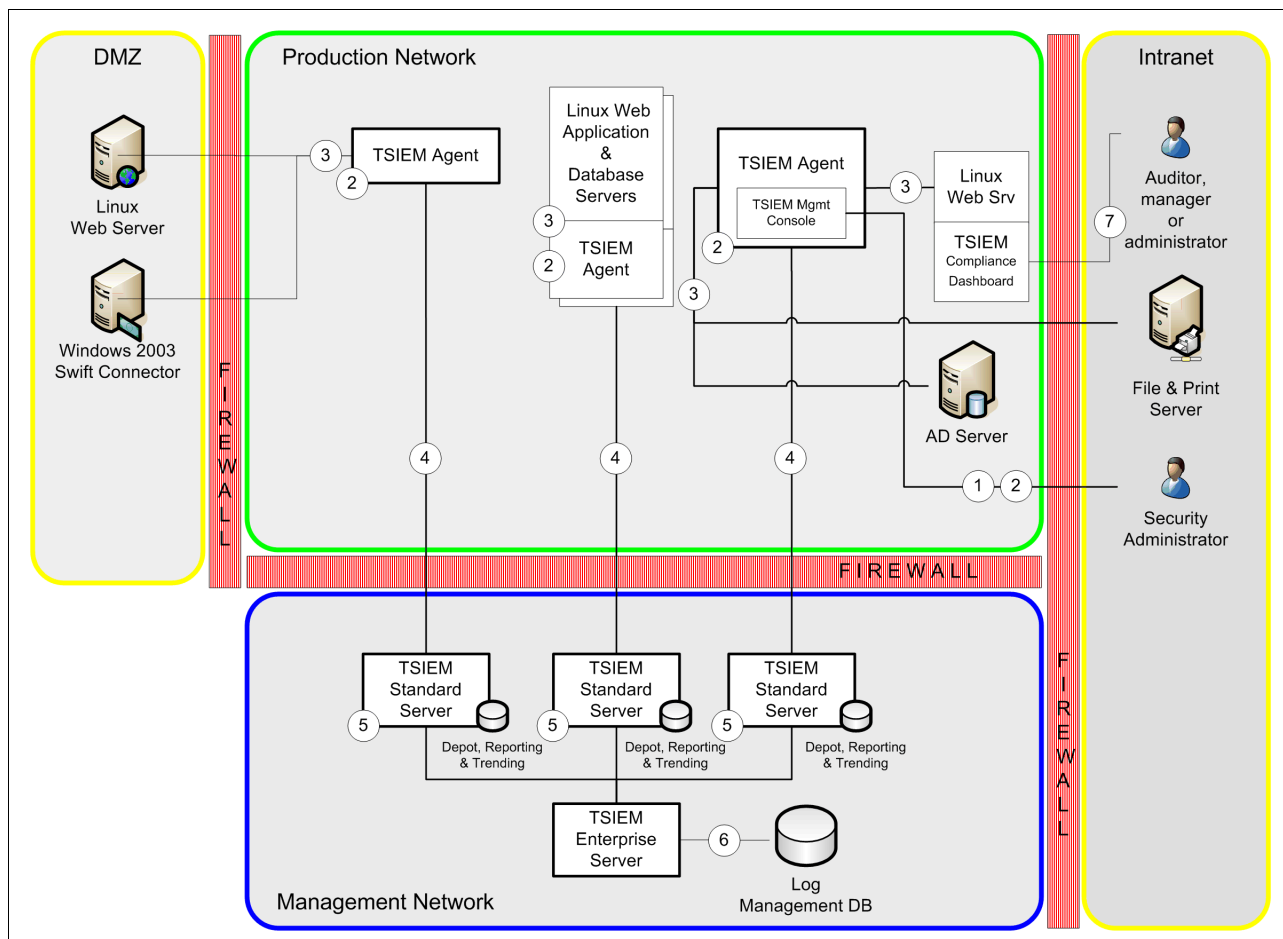 DMZ
Linux
Web Server
Windows 2003
Swift Connector
FIREWALL
Production Network
3
2
TSIEM Agent
Linux Web
Application
&
Database
Servers
3
2
TSIEM
Agent
TSIEM Agent
TSIEM Mgmt
Console
2
3
3
Linux
Web Srv
TSIEM
Compliance
Dashboard
AD Server
4
4
4
1
2
FIREWALL
Intranet
7
Auditor,
manager
or
administrator
File & Print
Server
Security
Administrator
FIREWALL
TSIEM
Standard
Server
5
Depot, Reporting
& Trending
TSIEM
Standard
Server
5
Depot, Reporting
& Trending
TSIEM
Standard
Server
5
Depot, Reporting
& Trending
TSIEM
Enterprise
Server
6
Log
Management DB
Management Network